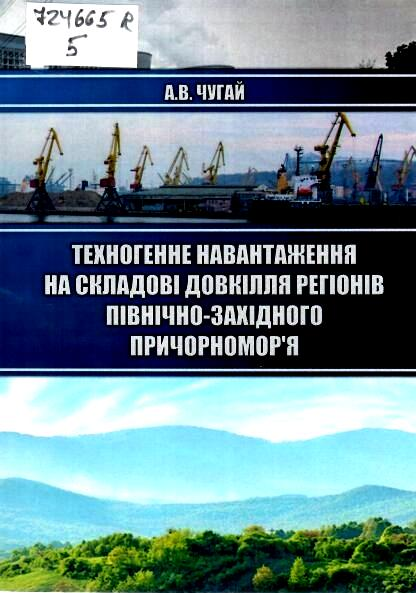 724665 R
5
А.В. ЧУГАЙ
ТЕХНОГЕННЕ НАВАНТАЖЕННЯ
НА СКЛАДОВІ ДОВКІЛЛЯ РЕГІОНІВ
ПІВНІЧНО-ЗАХІДНОГО
ПРИЧОРНОМОР'Я